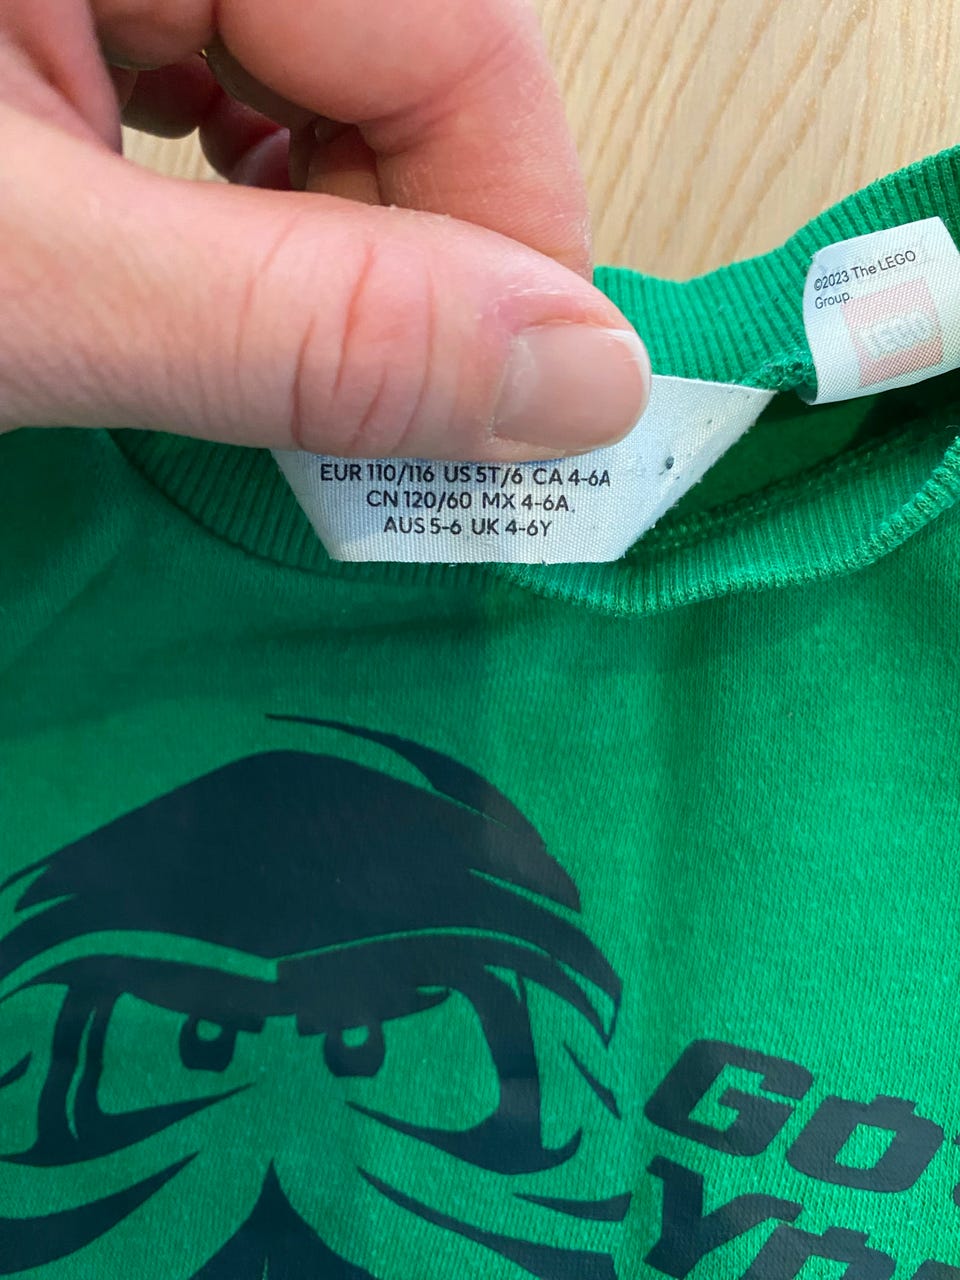 ©2023 The LEGO
Group.
EUR 110/116 US 5T/6 CA 4-6A
CN 120/60 MX 4-6A
AUS 5-6 UK 4-6Y